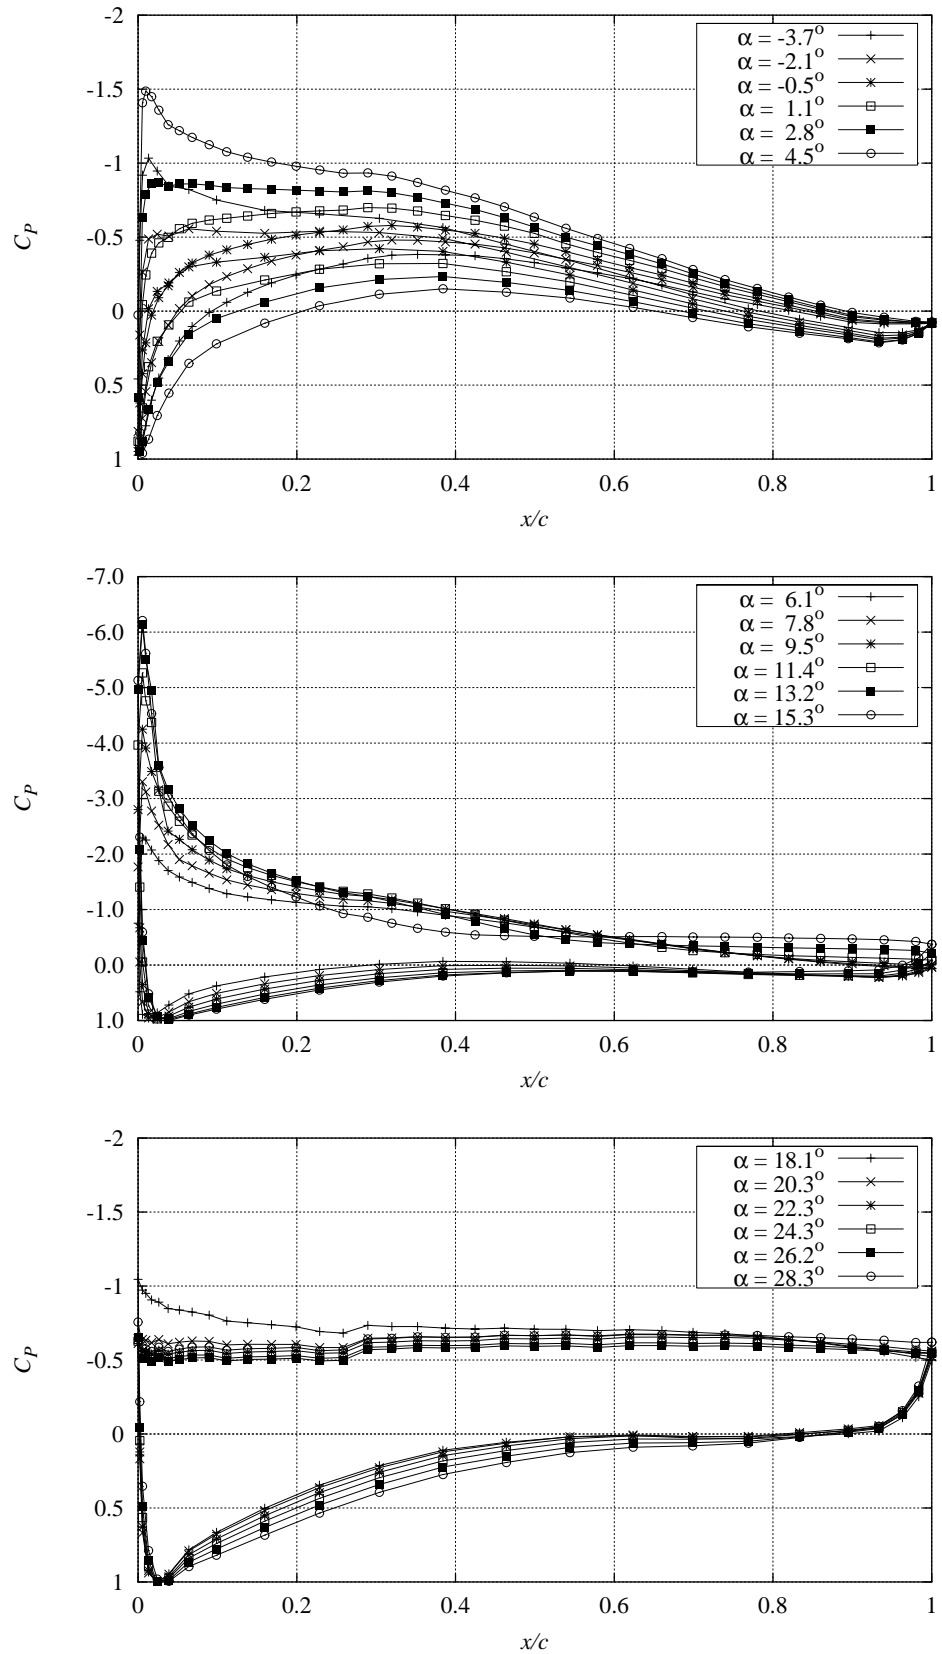 -2
-1.5
-1
-0.5
0
0.5
1
C_P
0 0.2 0.4 0.6 0.8 1
x/c
α = -3.7°
α = -2.1°
α = -0.5°
α = 1.1°
α = 2.8°
α = 4.5°
-7.0
-6.0
-5.0
-4.0
-3.0
-2.0
-1.0
0.0
1.0
C_P
0 0.2 0.4 0.6 0.8 1
x/c
α = 6.1°
α = 7.8°
α = 9.5°
α = 11.4°
α = 13.2°
α = 15.3°
-2
-1.5
-1
-0.5
0
0.5
1
C_P
0 0.2 0.4 0.6 0.8 1
x/c
α = 18.1°
α = 20.3°
α = 22.3°
α = 24.3°
α = 26.2°
α = 28.3°